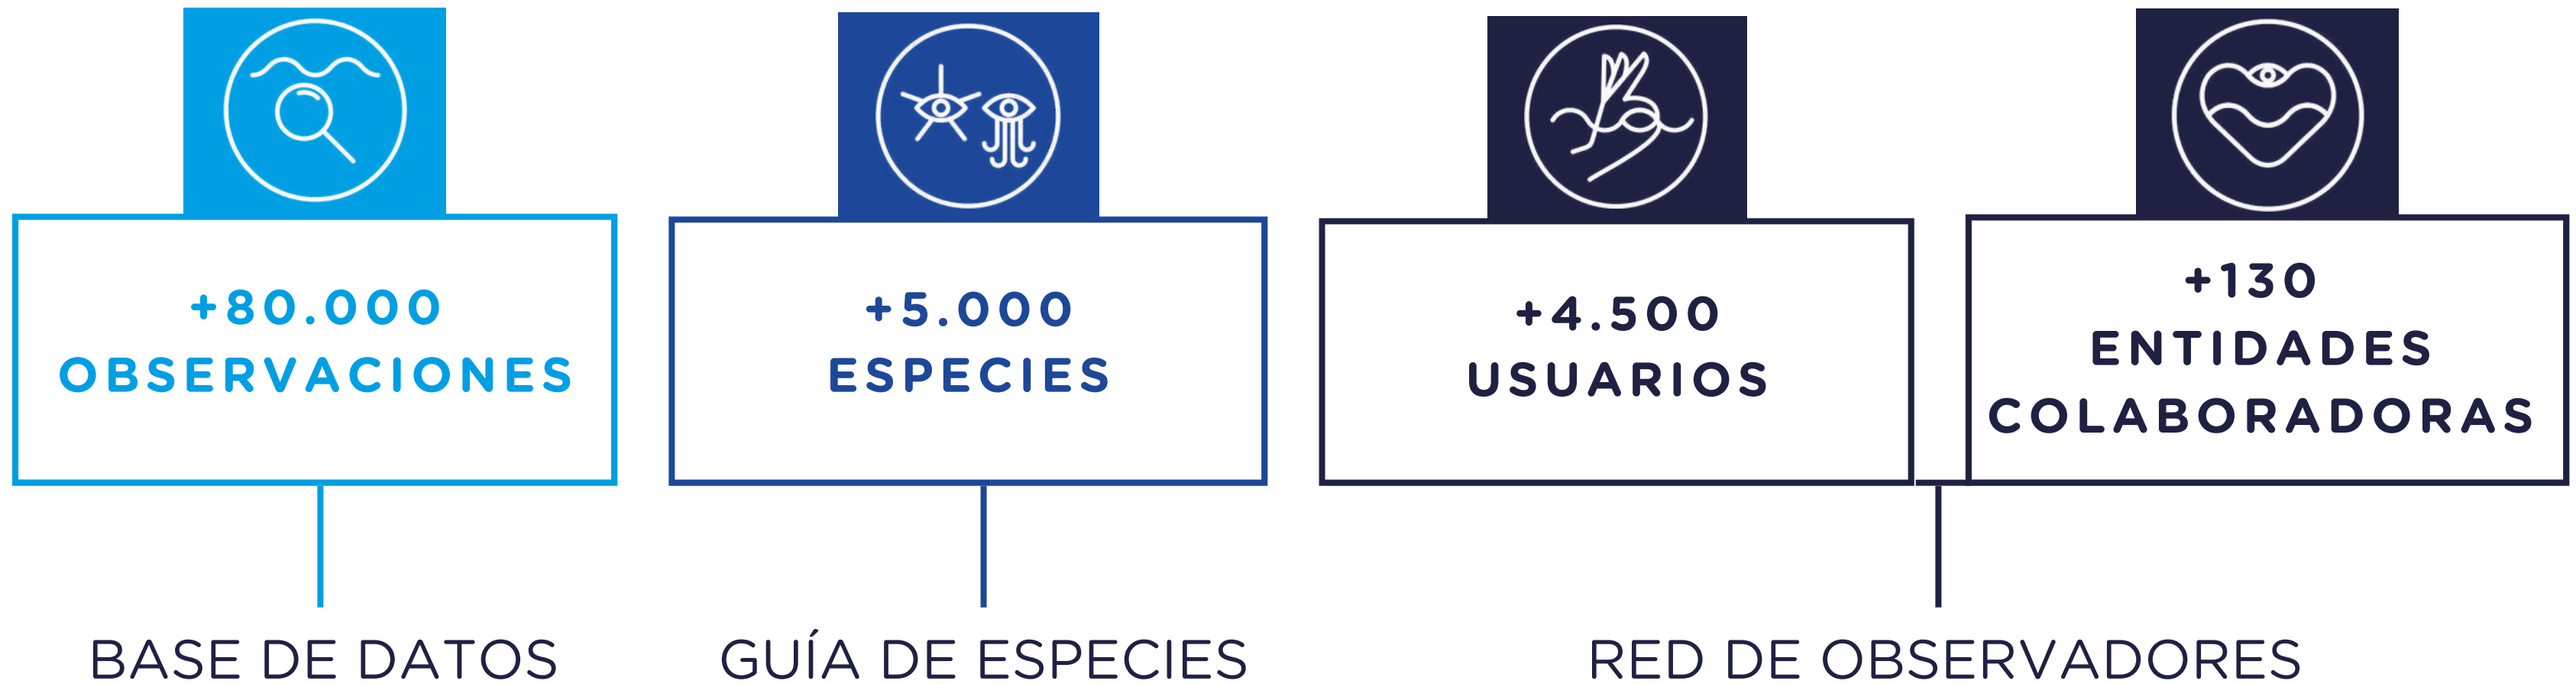 +80.000
OBSERVACIONES
+5.000
ESPECIES
+4.500
USUARIOS
+130
ENTIDADES
COLABORADORAS
BASE DE DATOS
GUÍA DE ESPECIES
RED DE OBSERVADORES